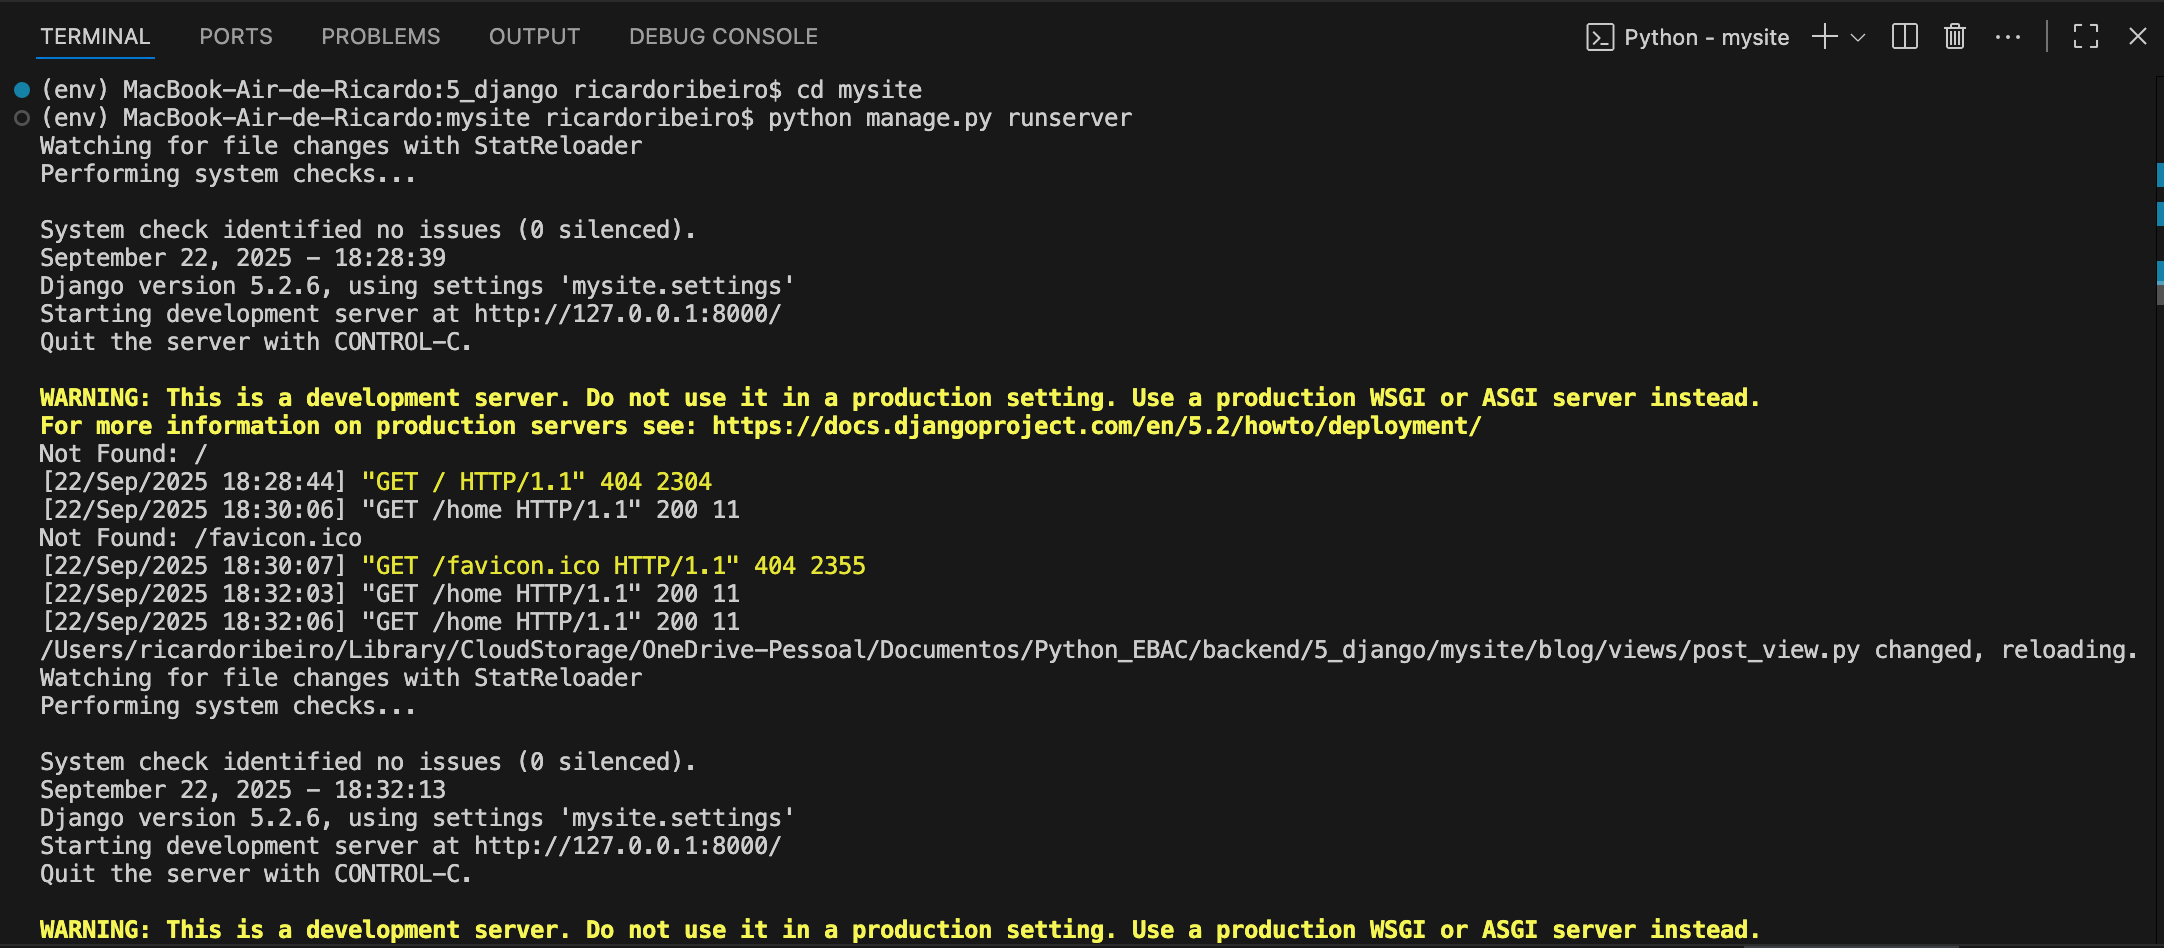 TERMINAL PORTS PROBLEMS OUTPUT DEBUG CONSOLE Python - mysite
(env) MacBook-Air-de-Ricardo:5_django ricardoribeiro$ cd mysite
(env) MacBook-Air-de-Ricardo:mysite ricardoribeiro$ python manage.py runserver
Watching for file changes with StatReloader
Performing system checks...
System check identified no issues (0 silenced).
September 22, 2025 - 18:28:39
Django version 5.2.6, using settings 'mysite.settings'
Starting development server at http://127.0.0.1:8000/
Quit the server with CONTROL-C.
WARNING: This is a development server. Do not use it in a production setting. Use a production WSGI or ASGI server instead.
For more information on production servers see: https://docs.djangoproject.com/en/5.2/howto/deployment/
Not Found: /
[22/Sep/2025 18:28:44] "GET / HTTP/1.1" 404 2304
[22/Sep/2025 18:30:06] "GET /home HTTP/1.1" 200 11
Not Found: /favicon.ico
[22/Sep/2025 18:30:07] "GET /favicon.ico HTTP/1.1" 404 2355
[22/Sep/2025 18:32:03] "GET /home HTTP/1.1" 200 11
[22/Sep/2025 18:32:06] "GET /home HTTP/1.1" 200 11
/Users/ricardoribeiro/Library/CloudStorage/OneDrive-Pessoal/Documentos/Python_EBAC/backend/5_django/mysite/blog/views/post_view.py changed, reloading.
Watching for file changes with StatReloader
Performing system checks...
System check identified no issues (0 silenced).
September 22, 2025 - 18:32:13
Django version 5.2.6, using settings 'mysite.settings'
Starting development server at http://127.0.0.1:8000/
Quit the server with CONTROL-C.
WARNING: This is a development server. Do not use it in a production setting. Use a production WSGI or ASGI server instead.